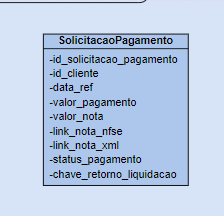 SolicitacaoPagamento
-id_solicitacao_pagamento
-id_cliente
-data_ref
-valor_pagamento
-valor_nota
-link_nota_nfse
-link_nota_xml
-status_pagamento
-chave_retorno_liquidacao